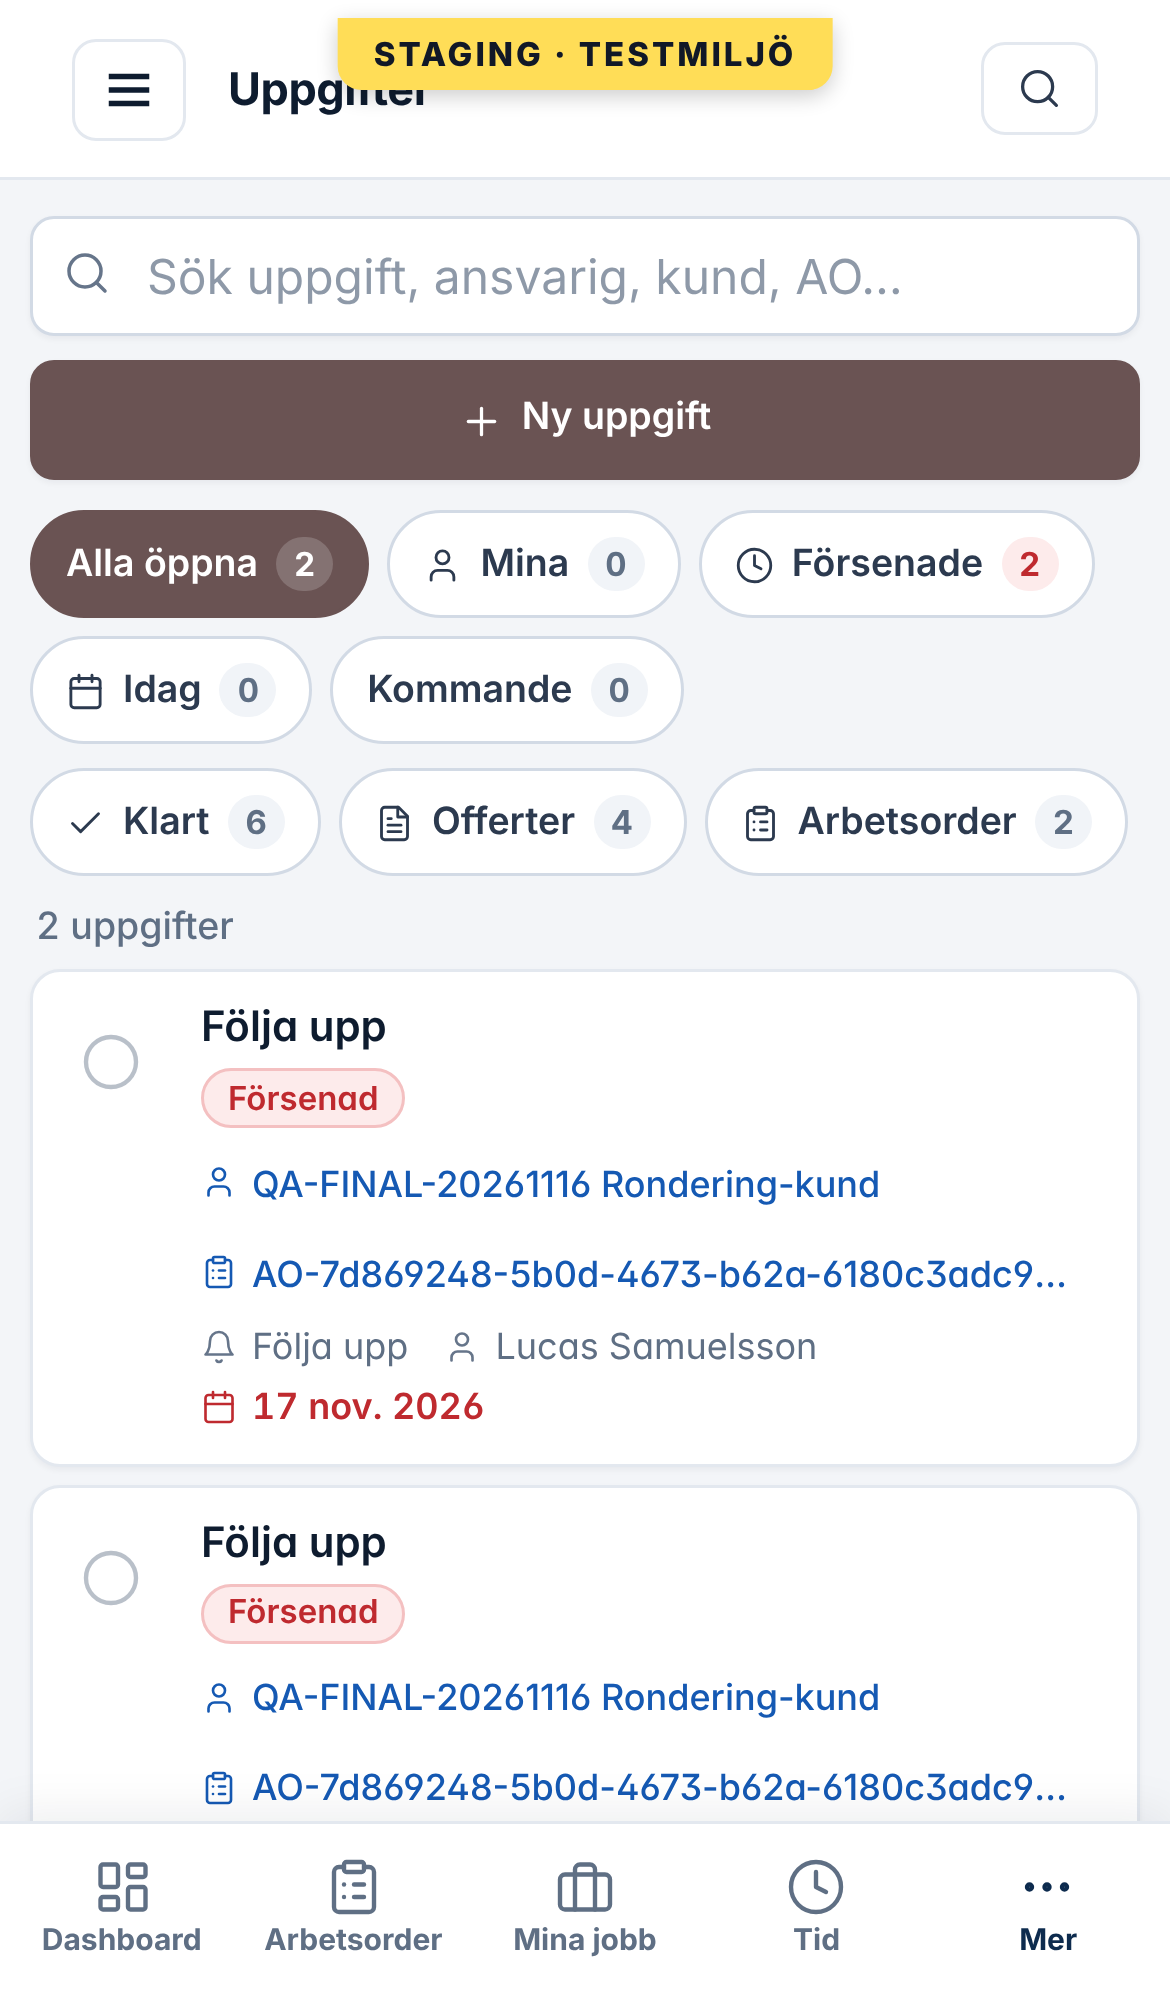 STAGING · TESTMILJÖ
Uppgifter
Sök uppgift, ansvarig, kund, AO...
Ny uppgift
Alla öppna 2 Mina 0 Försenade 2
Idag 0 Kommande 0
Klart 6 Offerter 4 Arbetsorder 2
2 uppgifter
Följa upp
Försenad
QA-FINAL-20261116 Rondering-kund
AO-7d869248-5b0d-4673-b62a-6180c3adc9...
Följa upp Lucas Samuelsson
17 nov. 2026
Följa upp
Försenad
QA-FINAL-20261116 Rondering-kund
AO-7d869248-5b0d-4673-b62a-6180c3adc9...
Dashboard Arbetsorder Mina jobb Tid Mer